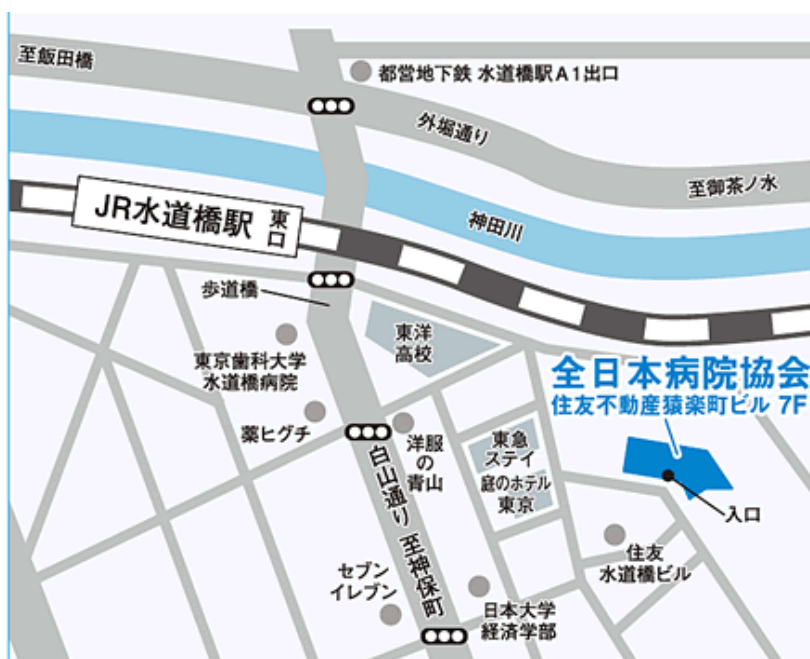 至飯田橋
都営地下鉄 水道橋駅A1出口
外堀通り
至御茶ノ水
JR水道橋駅
東
口
神田川
歩道橋
東洋
高校
東京歯科大学
水道橋病院
全日本病院協会
住友不動産猿楽町ビル 7F
薬ヒグチ
洋服
の
青山
東急
ステイ
庭のホテル
東京
白山通り 至神保町
入口
住友
水道橋ビル
セブン
イレブン
日本大学
経済学部